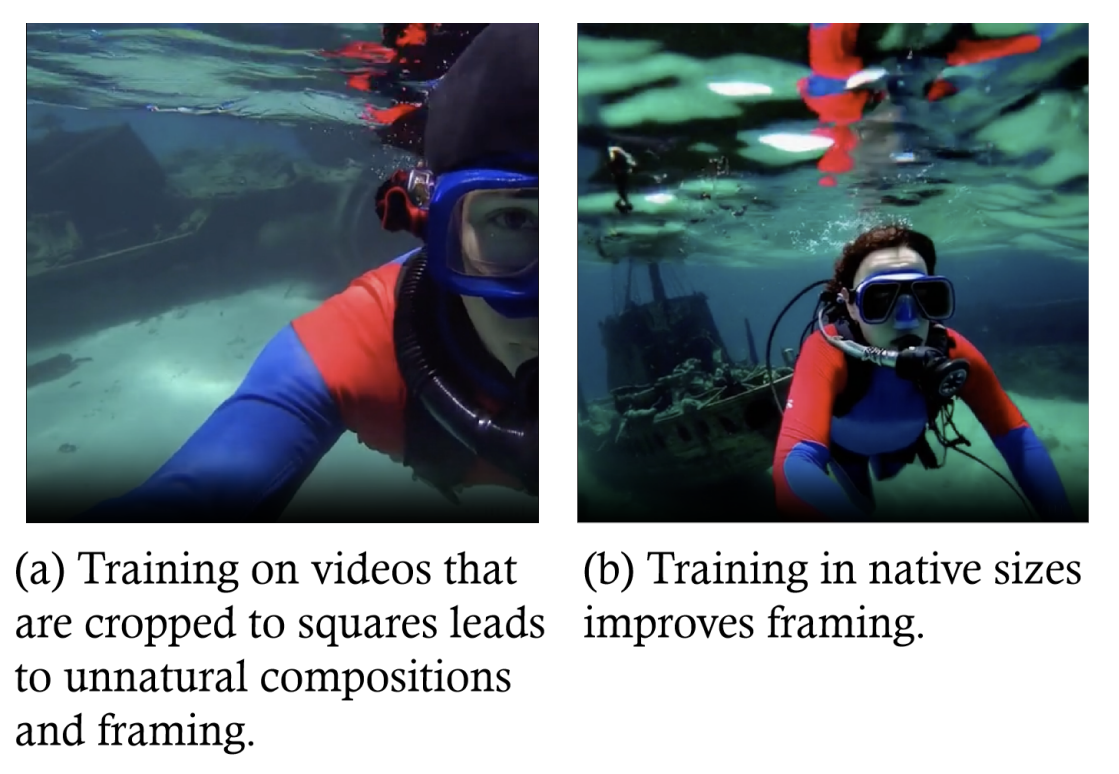 (a) Training on videos that
are cropped to squares leads
to unnatural compositions
and framing.
(b) Training in native sizes
improves framing.